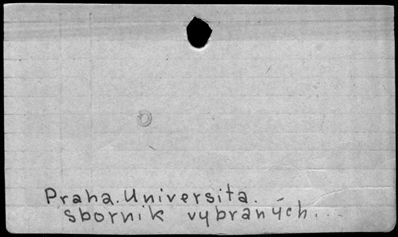 Praha. Universita.
sborník vybraných...